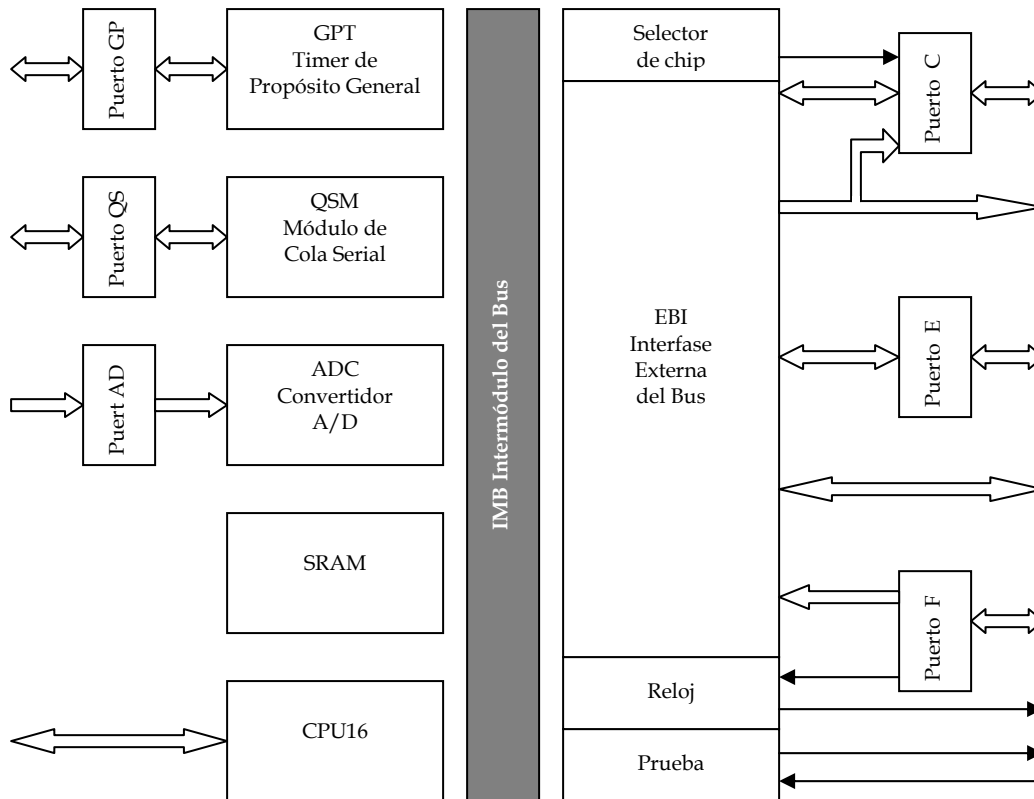 Puerto GP
GPT
Timer de
Propósito General
Puerto QS
QSM
Módulo de
Cola Serial
Puert AD
ADC
Convertidor
A/D
SRAM
CPU16
IMB Intermódulo del Bus
Selector
de chip
EBI
Interfase
Externa
del Bus
Reloj
Prueba
Puerto C
Puerto E
Puerto F